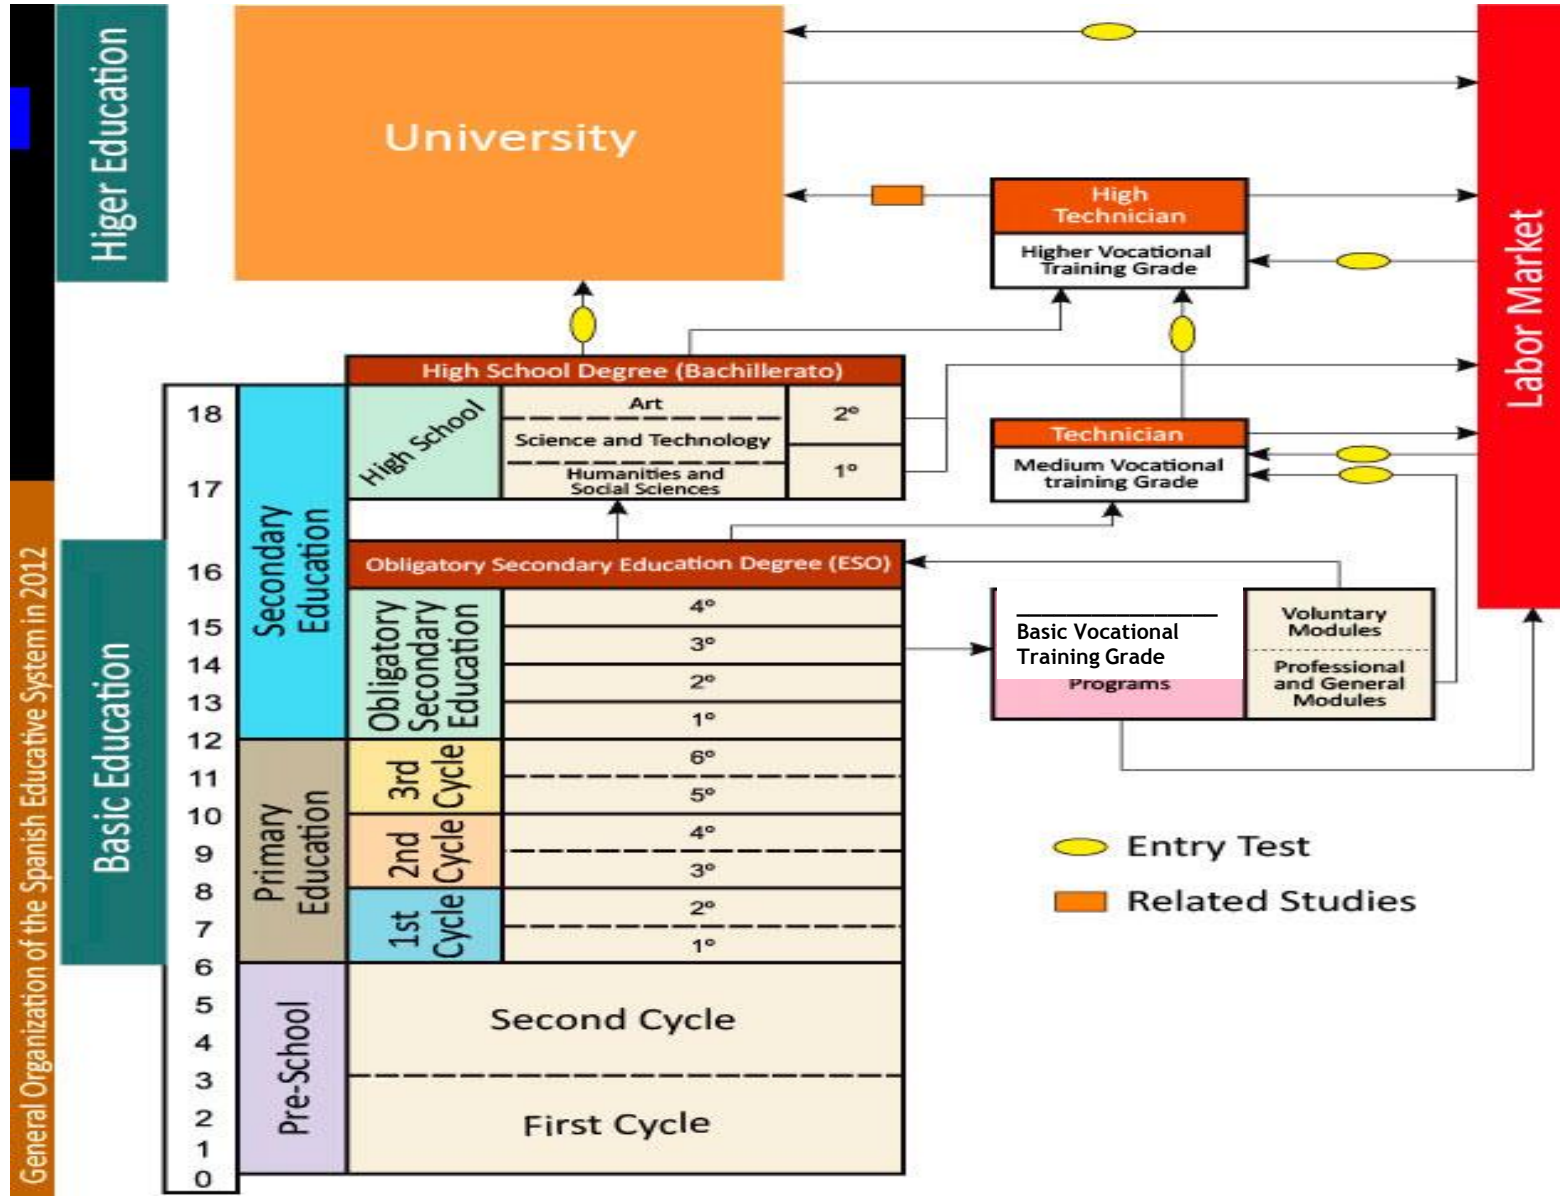 Higer Education
University
High
Technician
Higher Vocational
Training Grade
Labor Market
High School Degree (Bachillerato)
18
17
High School
Art
Science and Technology
Humanities and
Social Sciences
2º
1º
Technician
Medium Vocational
training Grade
General Organization of the Spanish Educative System in 2012
Basic Education
Secondary
Education
Obligatory Secondary Education Degree (ESO)
16
15
14
13
12
Obligatory
Secondary
Education
4º
3º
2º
1º
Basic Vocational
Training Grade
Programs
Voluntary
Modules
Professional
and General
Modules
Primary
Education
11
10
9
8
7
6
3rd
Cycle
6º
5º
2nd
Cycle
4º
3º
1st
Cycle
2º
1º
Entry Test
Related Studies
Pre-School
5
4
3
2
1
0
Second Cycle
First Cycle